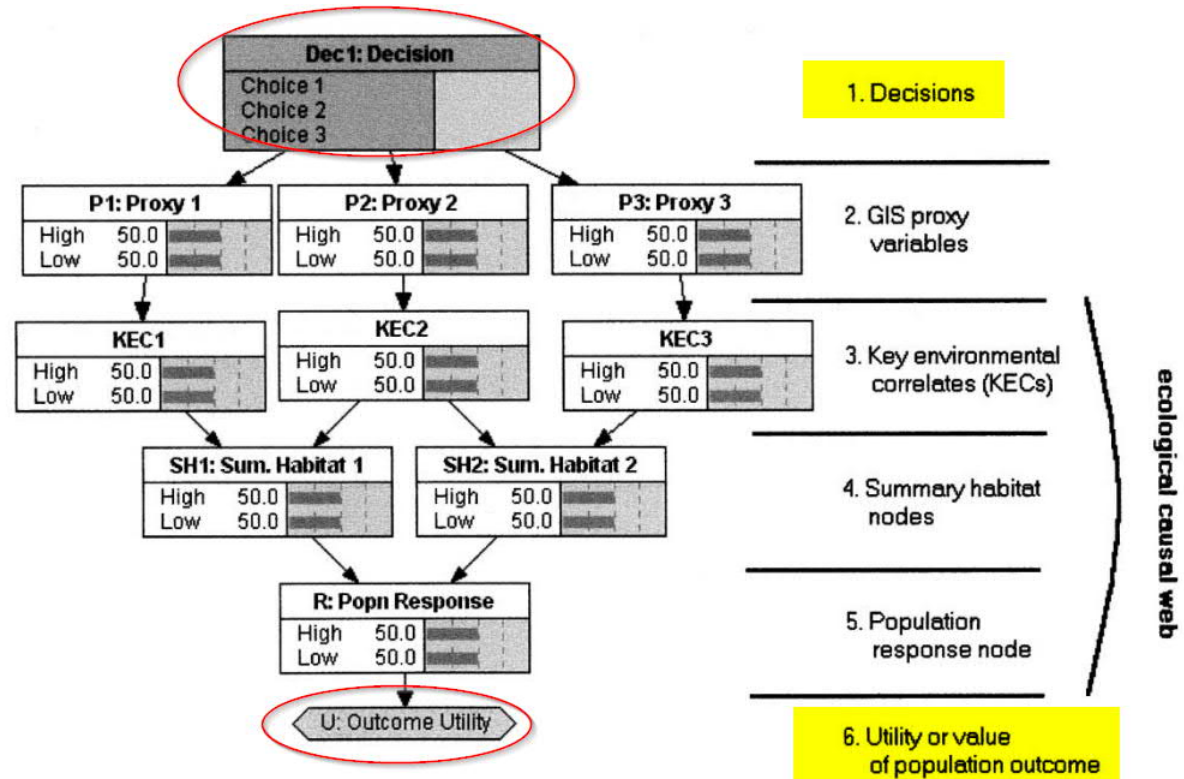 Dec1: Decision
Choice 1
Choice 2
Choice 3
1. Decisions
P1: Proxy 1
High 50.0
Low 50.0
P2: Proxy 2
High 50.0
Low 50.0
P3: Proxy 3
High 50.0
Low 50.0
2. GIS proxy
variables
KEC1
High 50.0
Low 50.0
KEC2
High 50.0
Low 50.0
KEC3
High 50.0
Low 50.0
3. Key environmental
correlates (KECs)
SH1: Sum. Habitat 1
High 50.0
Low 50.0
SH2: Sum. Habitat 2
High 50.0
Low 50.0
4. Summary habitat
nodes
R: Popn Response
High 50.0
Low 50.0
5. Population
response node
U: Outcome Utility
6. Utility or value
of population outcome
ecological causal web